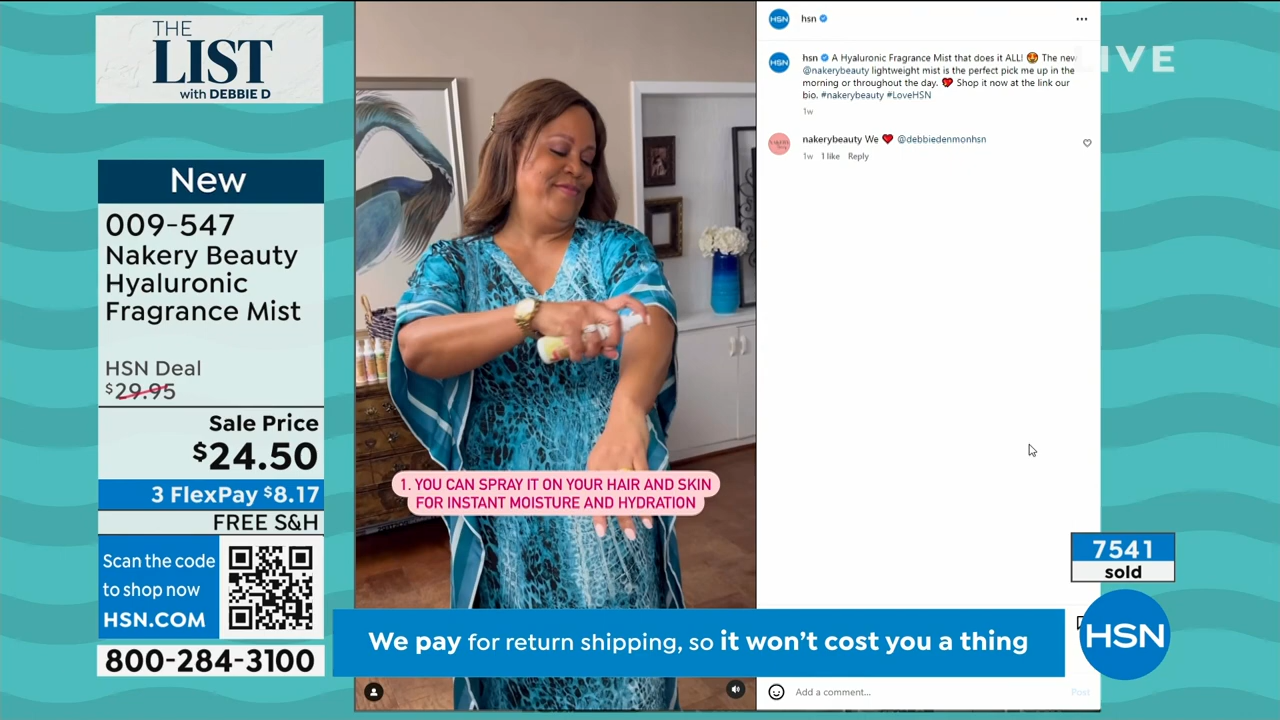 THE
LIST
with DEBBIE D
New
009-547
Nakery Beauty
Hyaluronic
Fragrance Mist
HSN Deal
$29.95
Sale Price
$24.50
3 FlexPay $8.17
FREE S&H
Scan the code
to shop now
HSN.COM
800-284-3100
1. YOU CAN SPRAY IT ON YOUR HAIR AND SKIN
FOR INSTANT MOISTURE AND HYDRATION
HSN hsn
LIVE
HSN hsn A Hyaluronic Fragrance Mist that does it ALL! 😍 The new
@nakerybeauty lightweight mist is the perfect pick me up in the
morning or throughout the day. 💓 Shop it now at the link our
bio. #nakerybeauty #LoveHSN
1w
nakerybeauty We ❤️ @debbiedenmonhsn
1w 1 like Reply
7541
sold
We pay for return shipping, so it won't cost you a thing
HSN
Add a comment...
Post